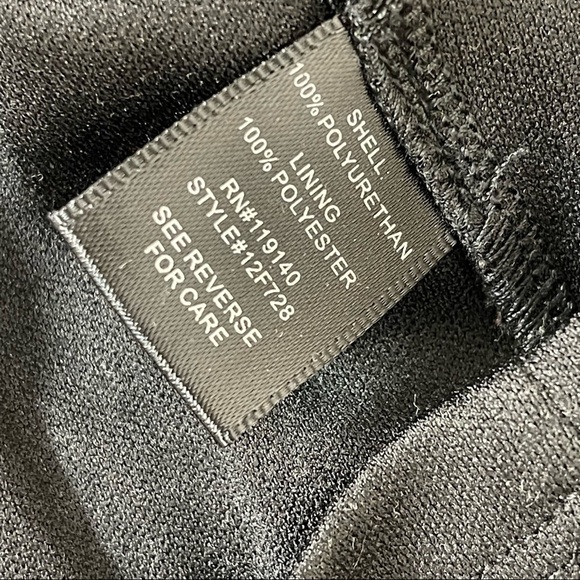 SHELL
100% POLYURETHAN
LINING
100% POLYESTER
RN#119140
STYLE#12F728
SEE REVERSE
FOR CARE